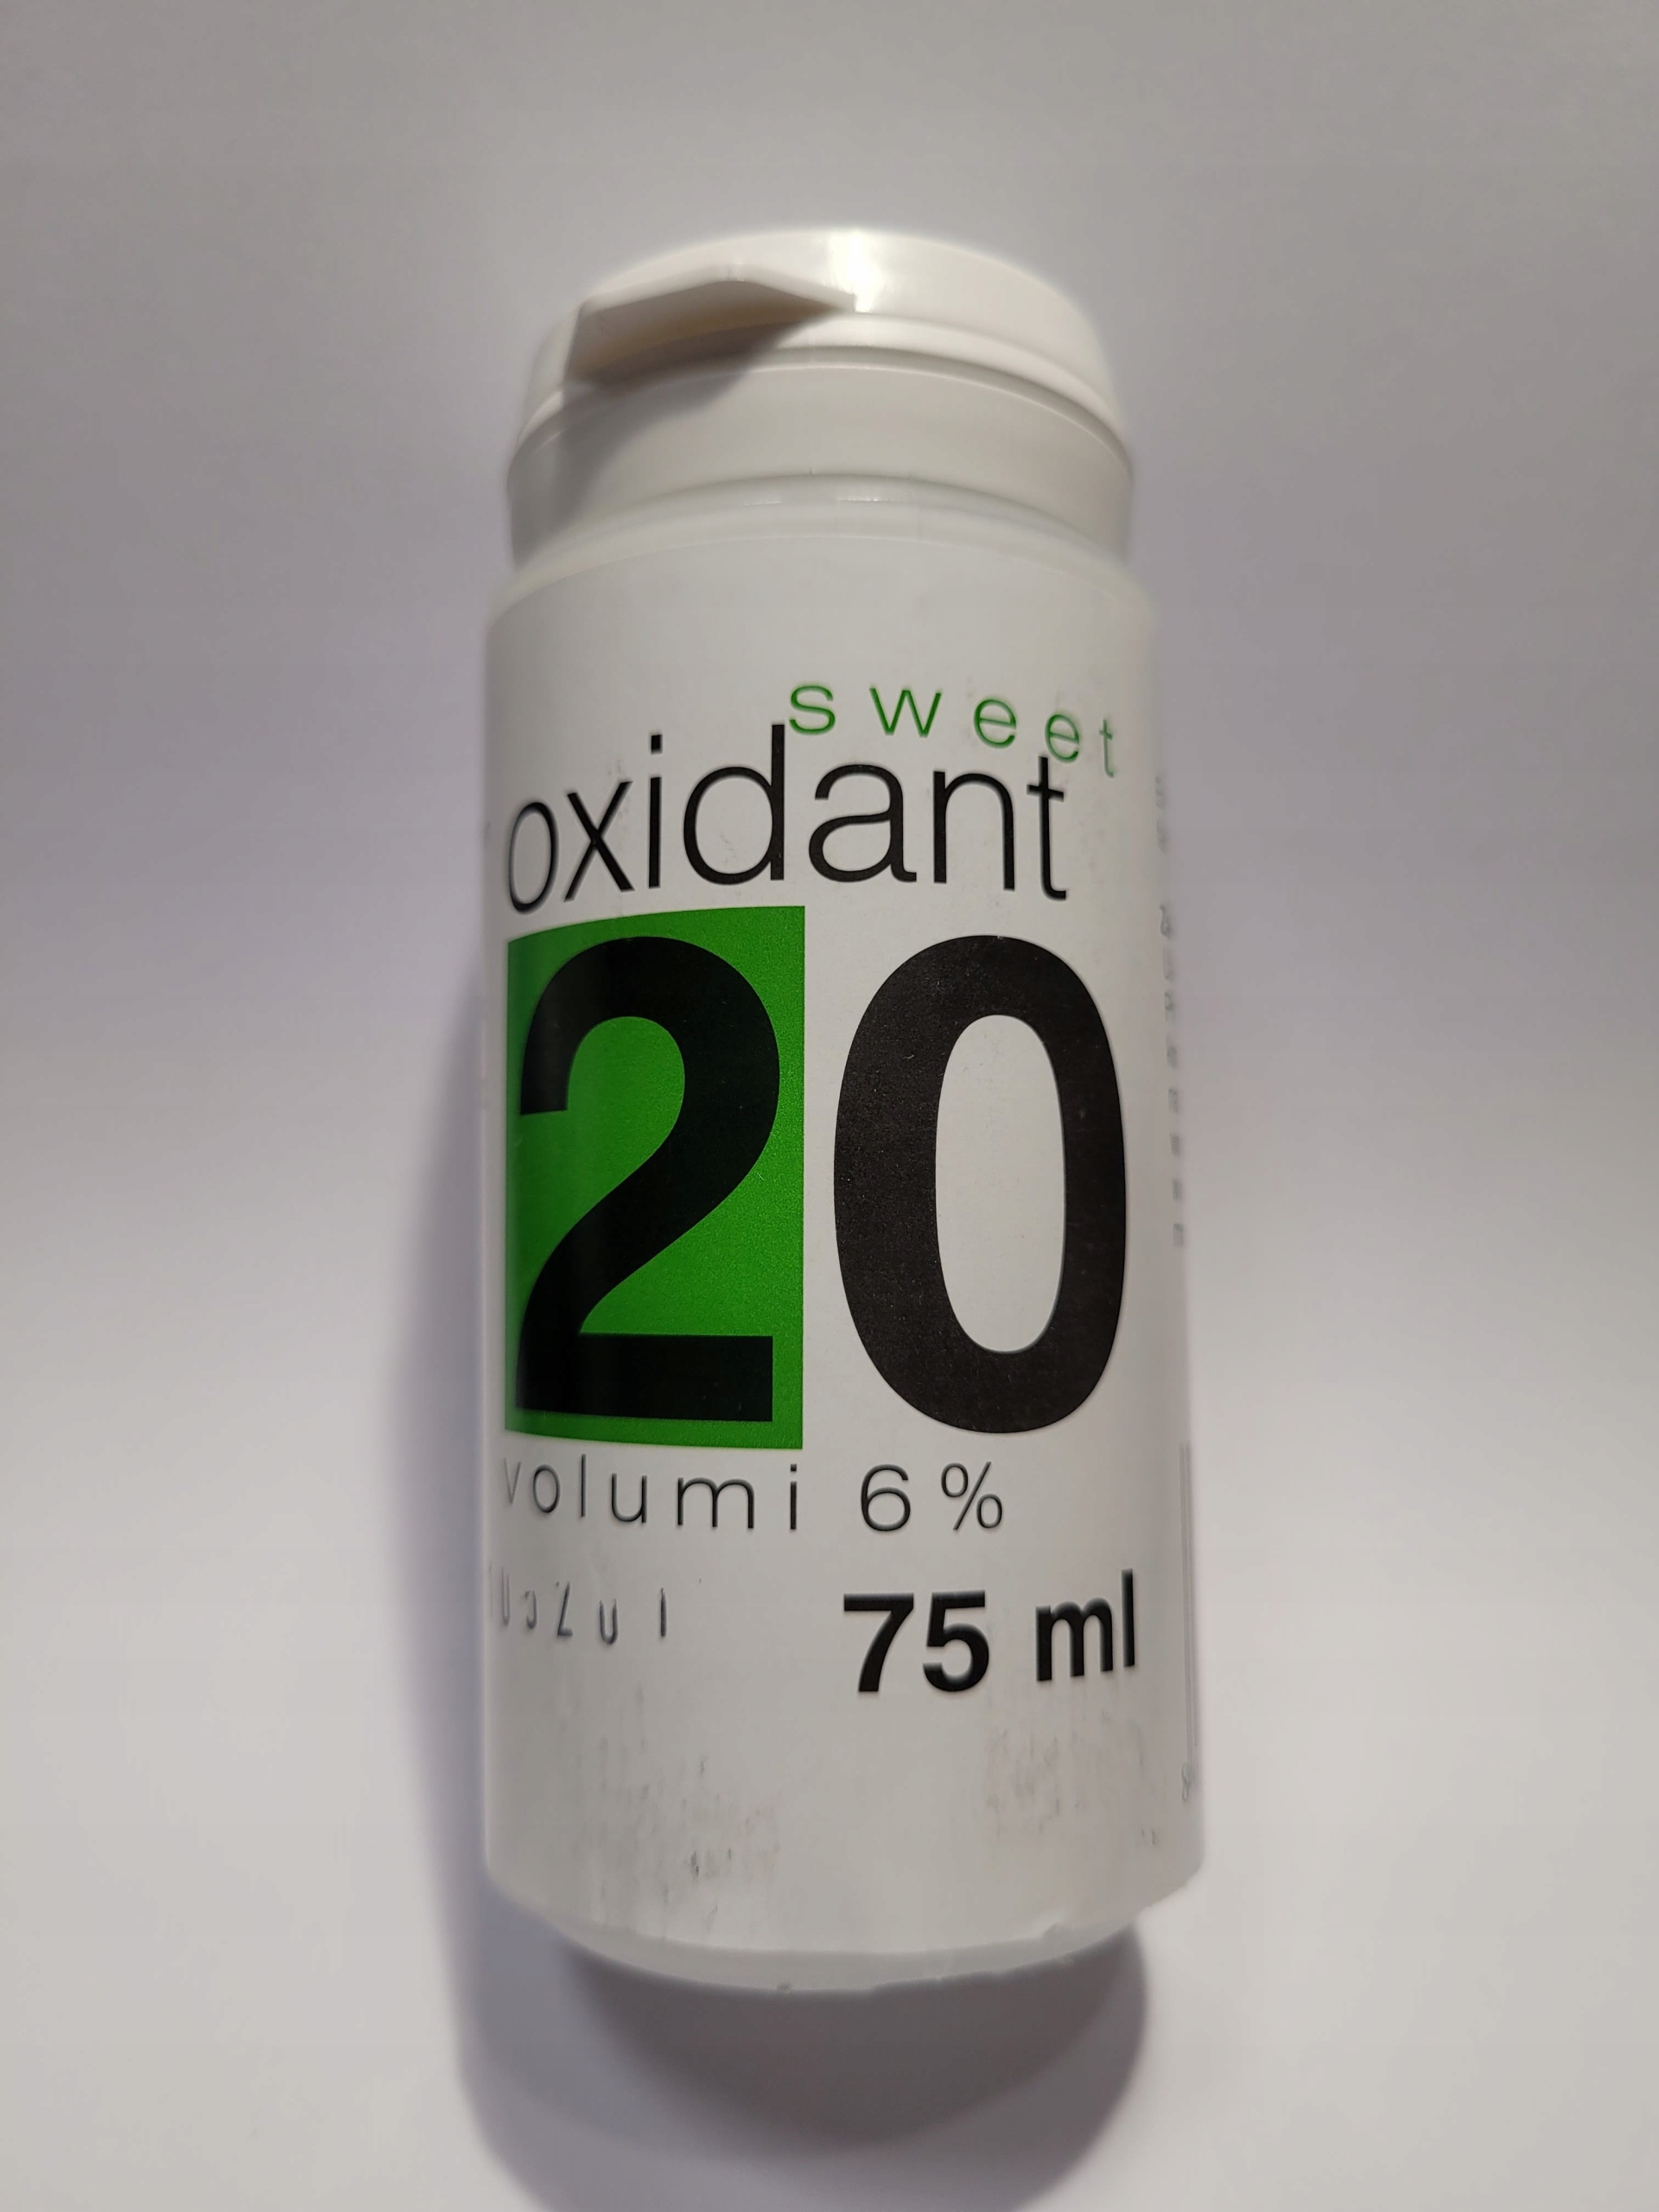 sweet
oxidant
20
volumi 6%
75 ml